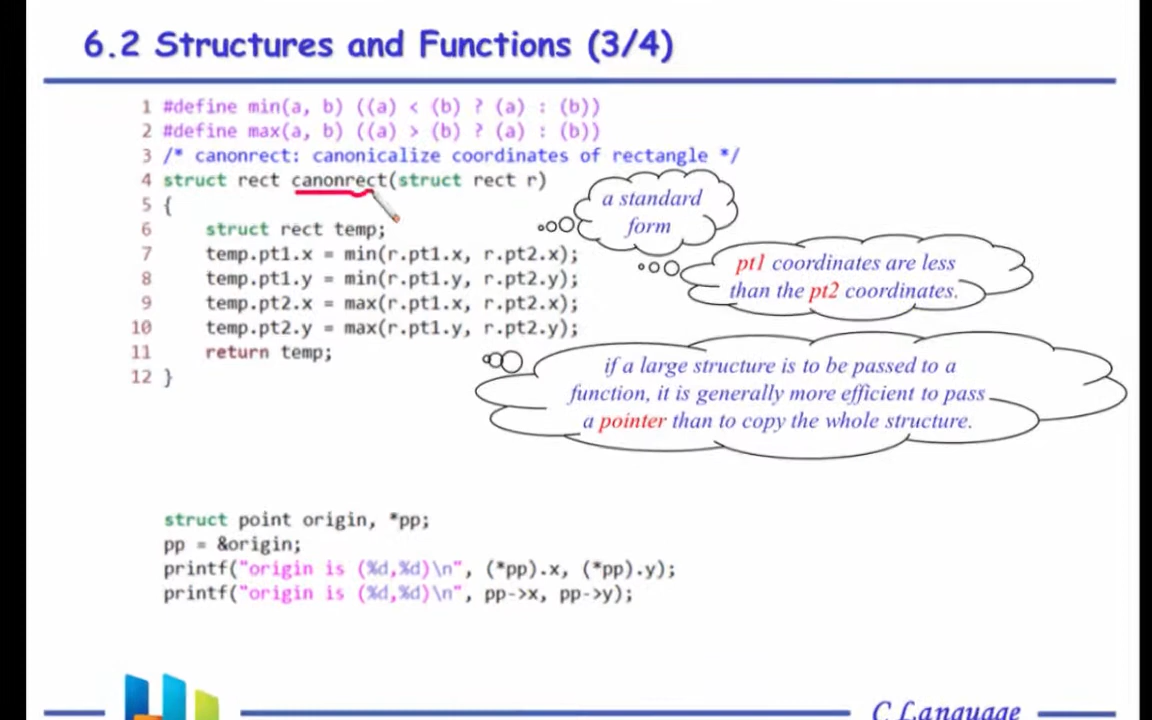 6.2 Structures and Functions (3/4)
1 #define min(a, b) ((a) < (b) ? (a) : (b))
2 #define max(a, b) ((a) > (b) ? (a) : (b))
3 /* canonrect: canonicalize coordinates of rectangle */
4 struct rect canonrect(struct rect r)
5 {
6     struct rect temp;
7     temp.pt1.x = min(r.pt1.x, r.pt2.x);
8     temp.pt1.y = min(r.pt1.y, r.pt2.y);
9     temp.pt2.x = max(r.pt1.x, r.pt2.x);
10     temp.pt2.y = max(r.pt1.y, r.pt2.y);
11     return temp;
12 }
a standard
form
pt1 coordinates are less
than the pt2 coordinates.
if a large structure is to be passed to a
function, it is generally more efficient to pass
a pointer than to copy the whole structure.
struct point origin, *pp;
pp = &origin;
printf("origin is (%d,%d)\n", (*pp).x, (*pp).y);
printf("origin is (%d,%d)\n", pp->x, pp->y);
C Language